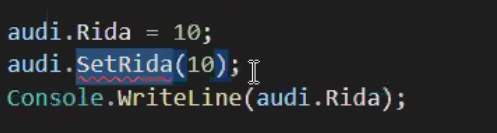 audi.Rida = 10;
audi.SetRida(10);
Console.WriteLine(audi.Rida);